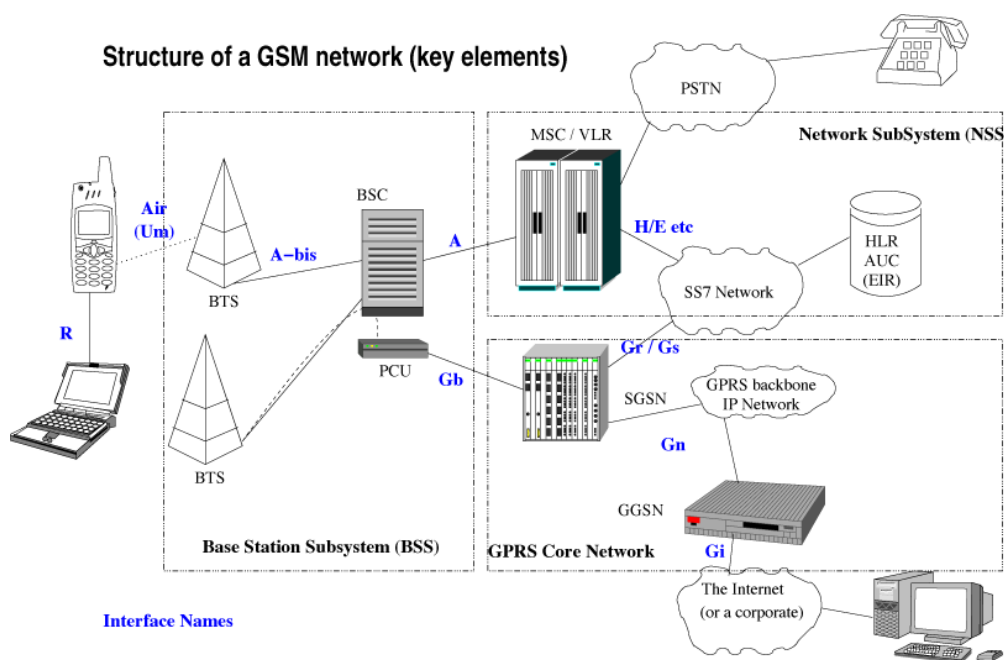 Structure of a GSM network (key elements)
PSTN
MSC / VLR
Network SubSystem (NSS
BSC
Air
(Um)
A-bis
A
H/E etc
HLR
AUC
(EIR)
BTS
SS7 Network
R
PCU
Gb
Gr / Gs
SGSN
GPRS backbone
IP Network
Gn
BTS
GGSN
Base Station Subsystem (BSS)
GPRS Core Network
Gi
The Internet
(or a corporate)
Interface Names